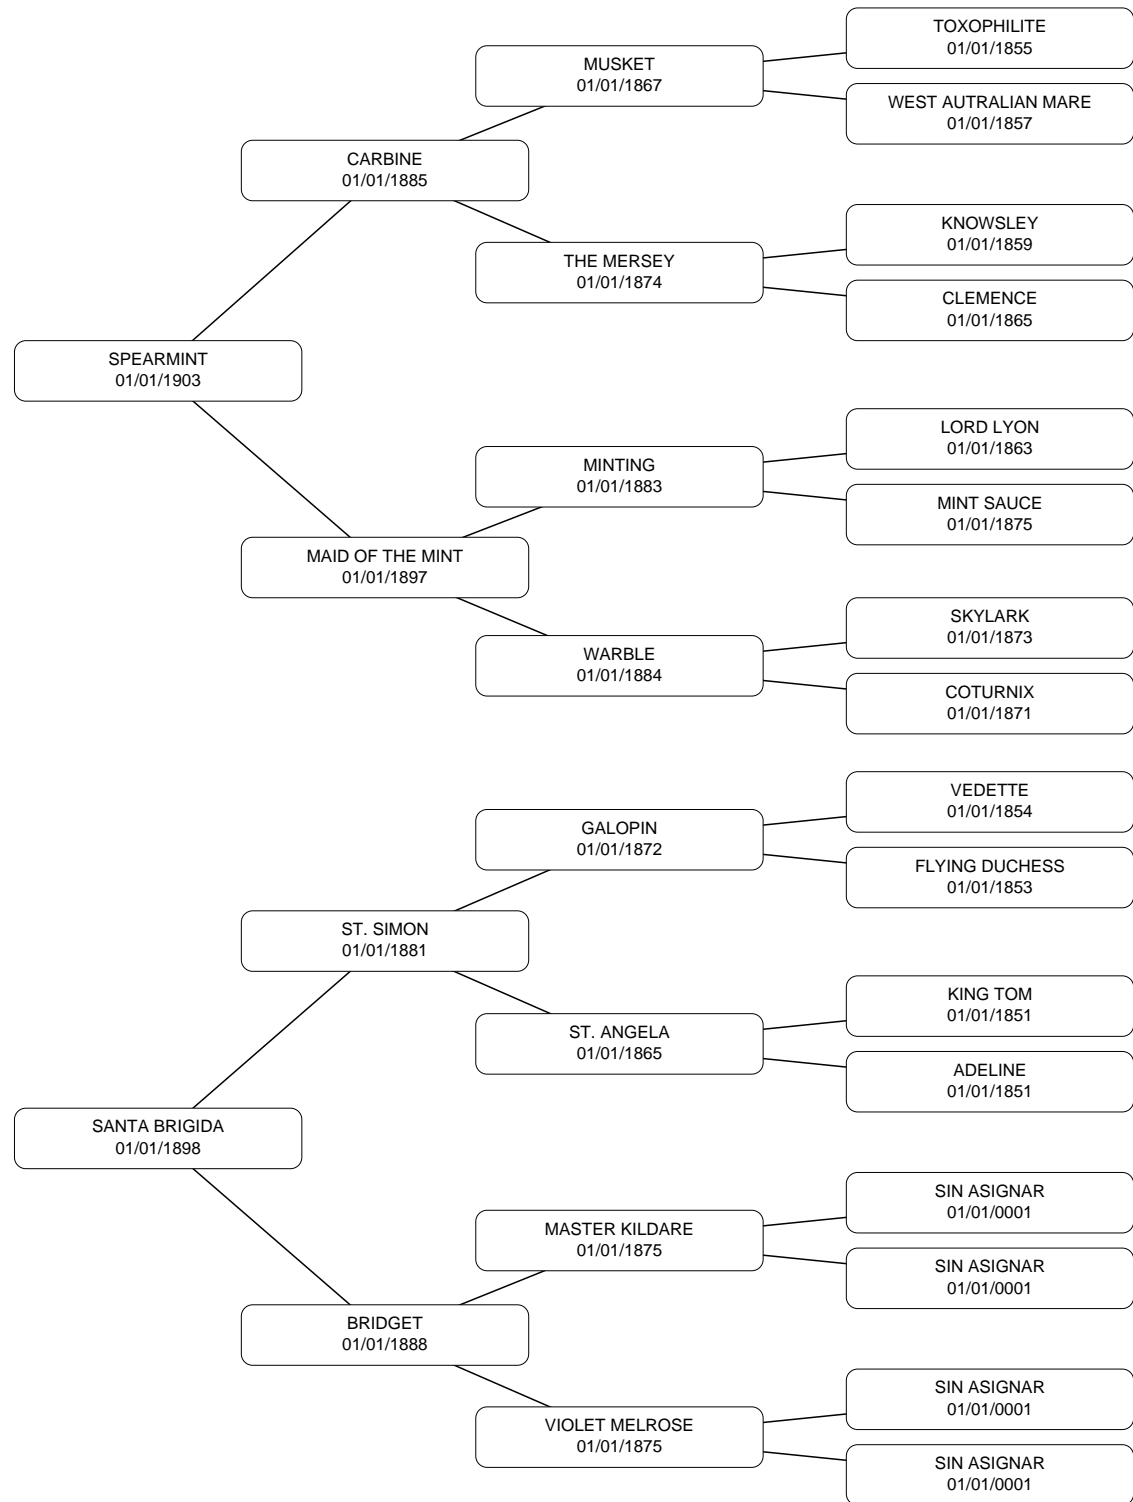 TOXOPHILITE
01/01/1855
MUSKET
01/01/1867
WEST AUTRALIAN MARE
01/01/1857
CARBINE
01/01/1885
KNOWSLEY
01/01/1859
THE MERSEY
01/01/1874
CLEMENCE
01/01/1865
SPEARMINT
01/01/1903
LORD LYON
01/01/1863
MINTING
01/01/1883
MINT SAUCE
01/01/1875
MAID OF THE MINT
01/01/1897
SKYLARK
01/01/1873
WARBLE
01/01/1884
COTURNIX
01/01/1871
VEDETTE
01/01/1854
GALOPIN
01/01/1872
FLYING DUCHESS
01/01/1853
ST. SIMON
01/01/1881
KING TOM
01/01/1851
ST. ANGELA
01/01/1865
ADELINE
01/01/1851
SANTA BRIGIDA
01/01/1898
SIN ASIGNAR
01/01/0001
MASTER KILDARE
01/01/1875
SIN ASIGNAR
01/01/0001
BRIDGET
01/01/1888
SIN ASIGNAR
01/01/0001
VIOLET MELROSE
01/01/1875
SIN ASIGNAR
01/01/0001